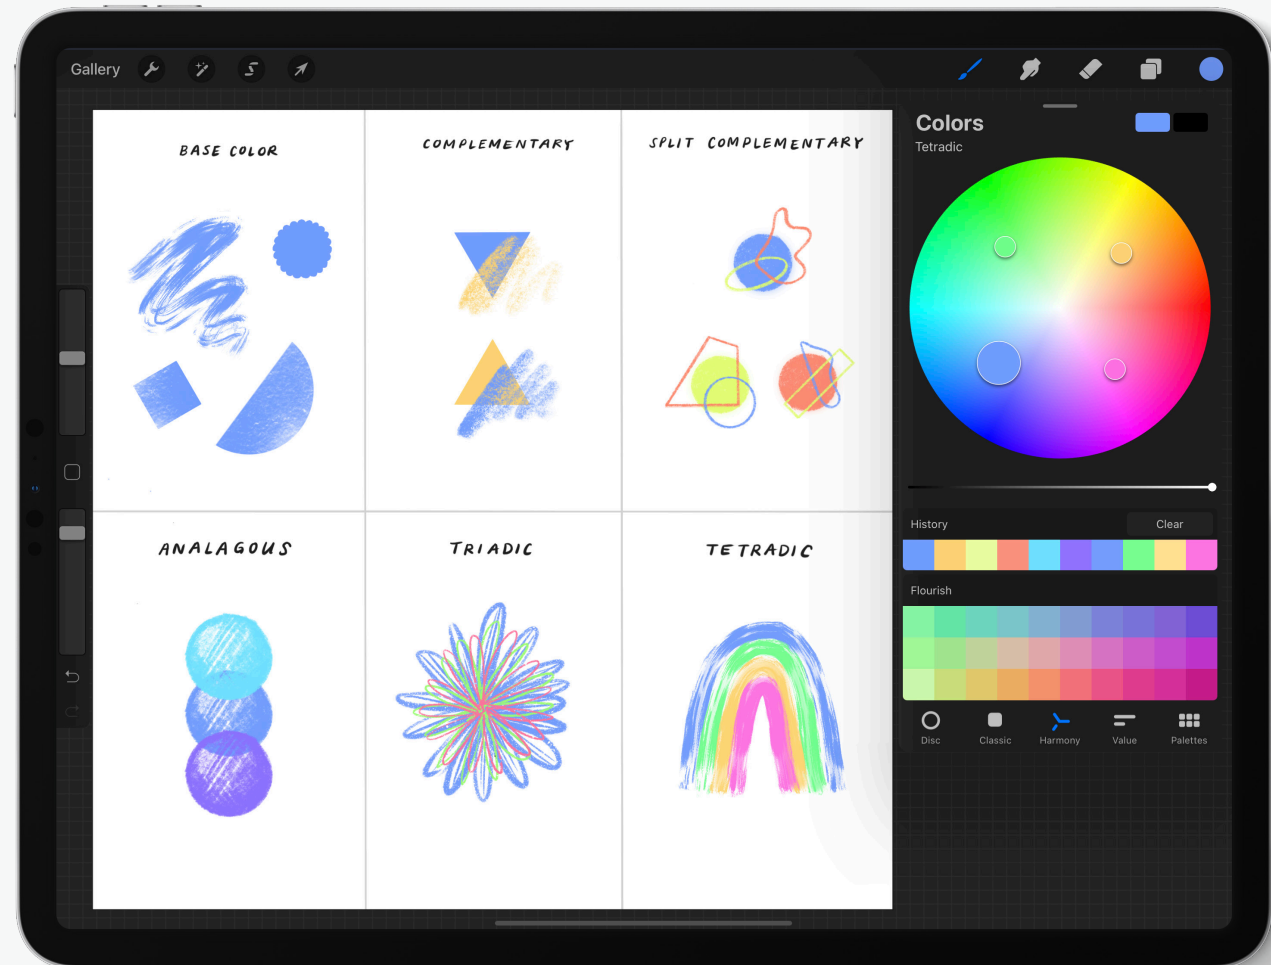 Gallery
BASE COLOR
COMPLEMENTARY
SPLIT COMPLEMENTARY
ANALAGOUS
TRIADIC
TETRADIC
Colors
Tetradic
History
Clear
Flourish
Disc
Classic
Harmony
Value
Palettes